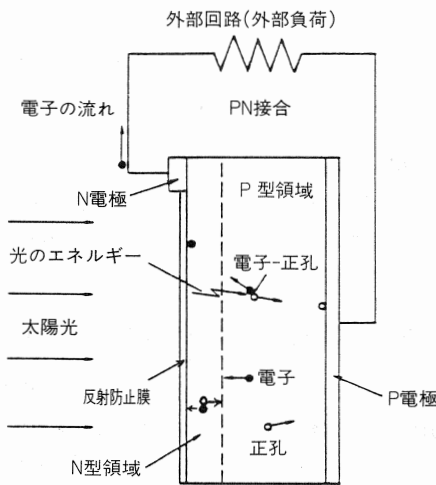 外部回路(外部負荷)
電子の流れ
PN接合
N電極
P型領域
光のエネルギー
電子-正孔
太陽光
反射防止膜
電子
P電極
N型領域
正孔